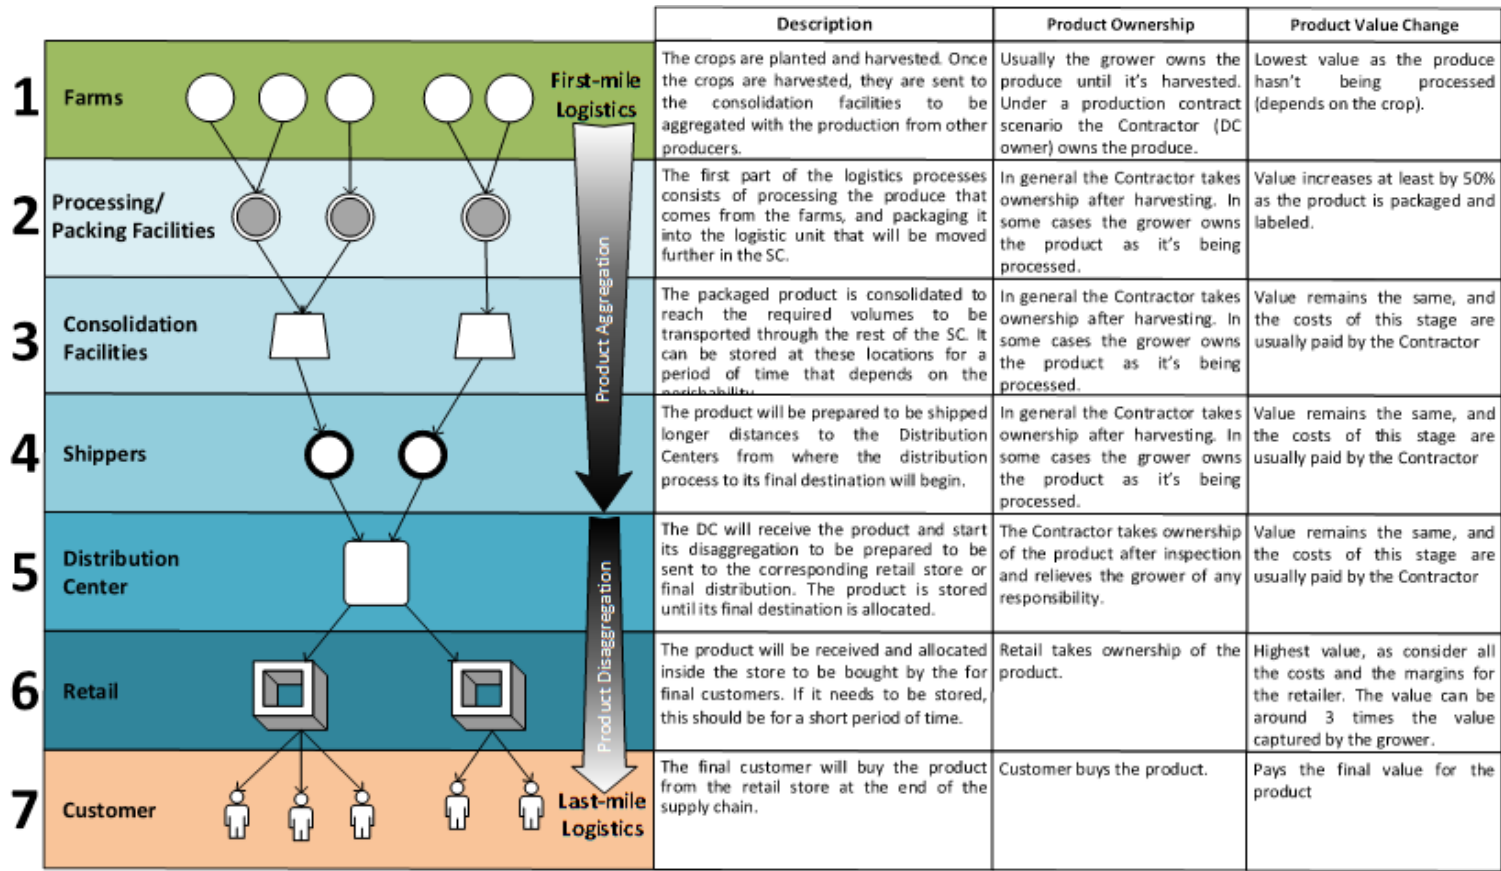 Description
Product Ownership
Product Value Change
1
Farms
First-mile
Logistics
The crops are planted and harvested. Once
the crops are harvested, they are sent to
the consolidation facilities to be
aggregated with the production from other
producers.
Usually the grower owns the
produce until it's harvested.
Under a production contract
scenario the Contractor (DC
owner) owns the produce.
Lowest value as the produce
hasn't being processed
(depends on the crop).
2
Processing/
Packing Facilities
The first part of the logistics processes
consists of processing the produce that
comes from the farms, and packaging it
into the logistic unit that will be moved
further in the SC.
In general the Contractor takes
ownership after harvesting. In
some cases the grower owns
the product as it's being
processed.
Value increases at least by 50%
as the product is packaged and
labeled.
Product Aggregation
3
Consolidation
Facilities
The packaged product is consolidated to
reach the required volumes to be
transported through the rest of the SC. It
can be stored at these locations for a
period of time that depends on the
perishability.
In general the Contractor takes
ownership after harvesting. In
some cases the grower owns
the product as it's being
processed.
Value remains the same, and
the costs of this stage are
usually paid by the Contractor
4
Shippers
The product will be prepared to be shipped
longer distances to the Distribution
Centers from where the distribution
process to its final destination will begin.
In general the Contractor takes
ownership after harvesting. In
some cases the grower owns
the product as it's being
processed.
Value remains the same, and
the costs of this stage are
usually paid by the Contractor
5
Distribution
Center
The DC will receive the product and start
its disaggregation to be prepared to be
sent to the corresponding retail store or
final distribution. The product is stored
until its final destination is allocated.
The Contractor takes ownership
of the product after inspection
and relieves the grower of any
responsibility.
Value remains the same, and
the costs of this stage are
usually paid by the Contractor
Product Disaggregation
6
Retail
The product will be received and allocated
inside the store to be bought by the for
final customers. If it needs to be stored,
this should be for a short period of time.
Retail takes ownership of the
product.
Highest value, as consider all
the costs and the margins for
the retailer. The value can be
around 3 times the value
captured by the grower.
7
Customer
Last-mile
Logistics
The final customer will buy the product
from the retail store at the end of the
supply chain.
Customer buys the product.
Pays the final value for the
product